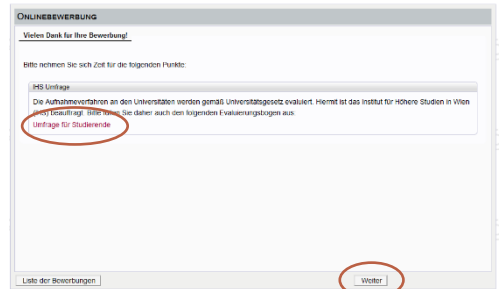 ONLINEBEWERBUNG
Vielen Dank für Ihre Bewerbung!
Bitte nehmen Sie sich Zeit für die folgenden Punkte:
IHS Umfrage
Die Aufnahmeverfahren an den Universitäten werden gemäß Universitätsgesetz evaluiert. Hiermit ist das Institut für Höhere Studien in Wien
(IHS) beauftragt. Bitte füllen Sie daher auch den folgenden Evaluierungsbogen aus.
Umfrage für Studierende
Liste der Bewerbungen
Weiter